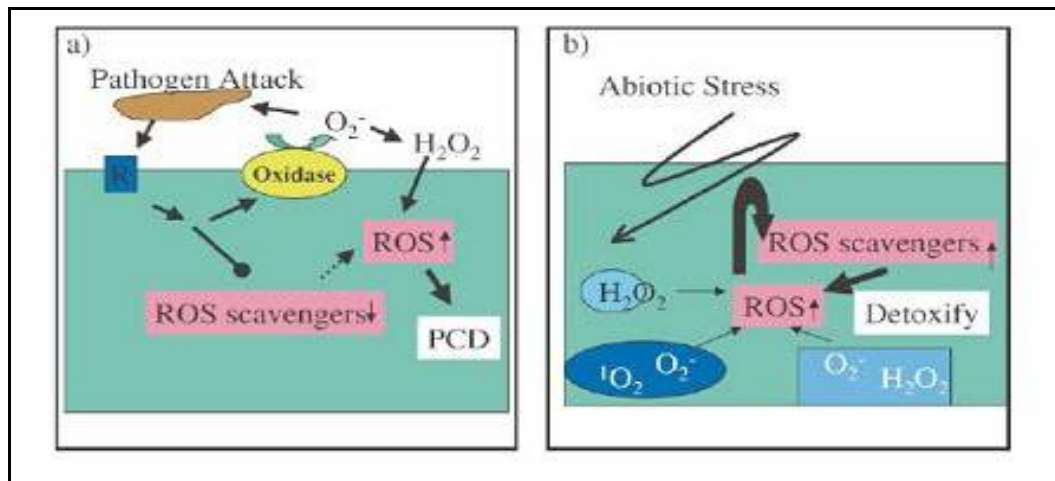 a)
Pathogen Attack
O₂⁻
H₂O₂
R
Oxidase
ROS↑
ROS scavengers↓
PCD
b)
Abiotic Stress
ROS scavengers↑
H₂O₂
ROS↑
Detoxify
¹O₂ O₂⁻
O₂⁻
H₂O₂